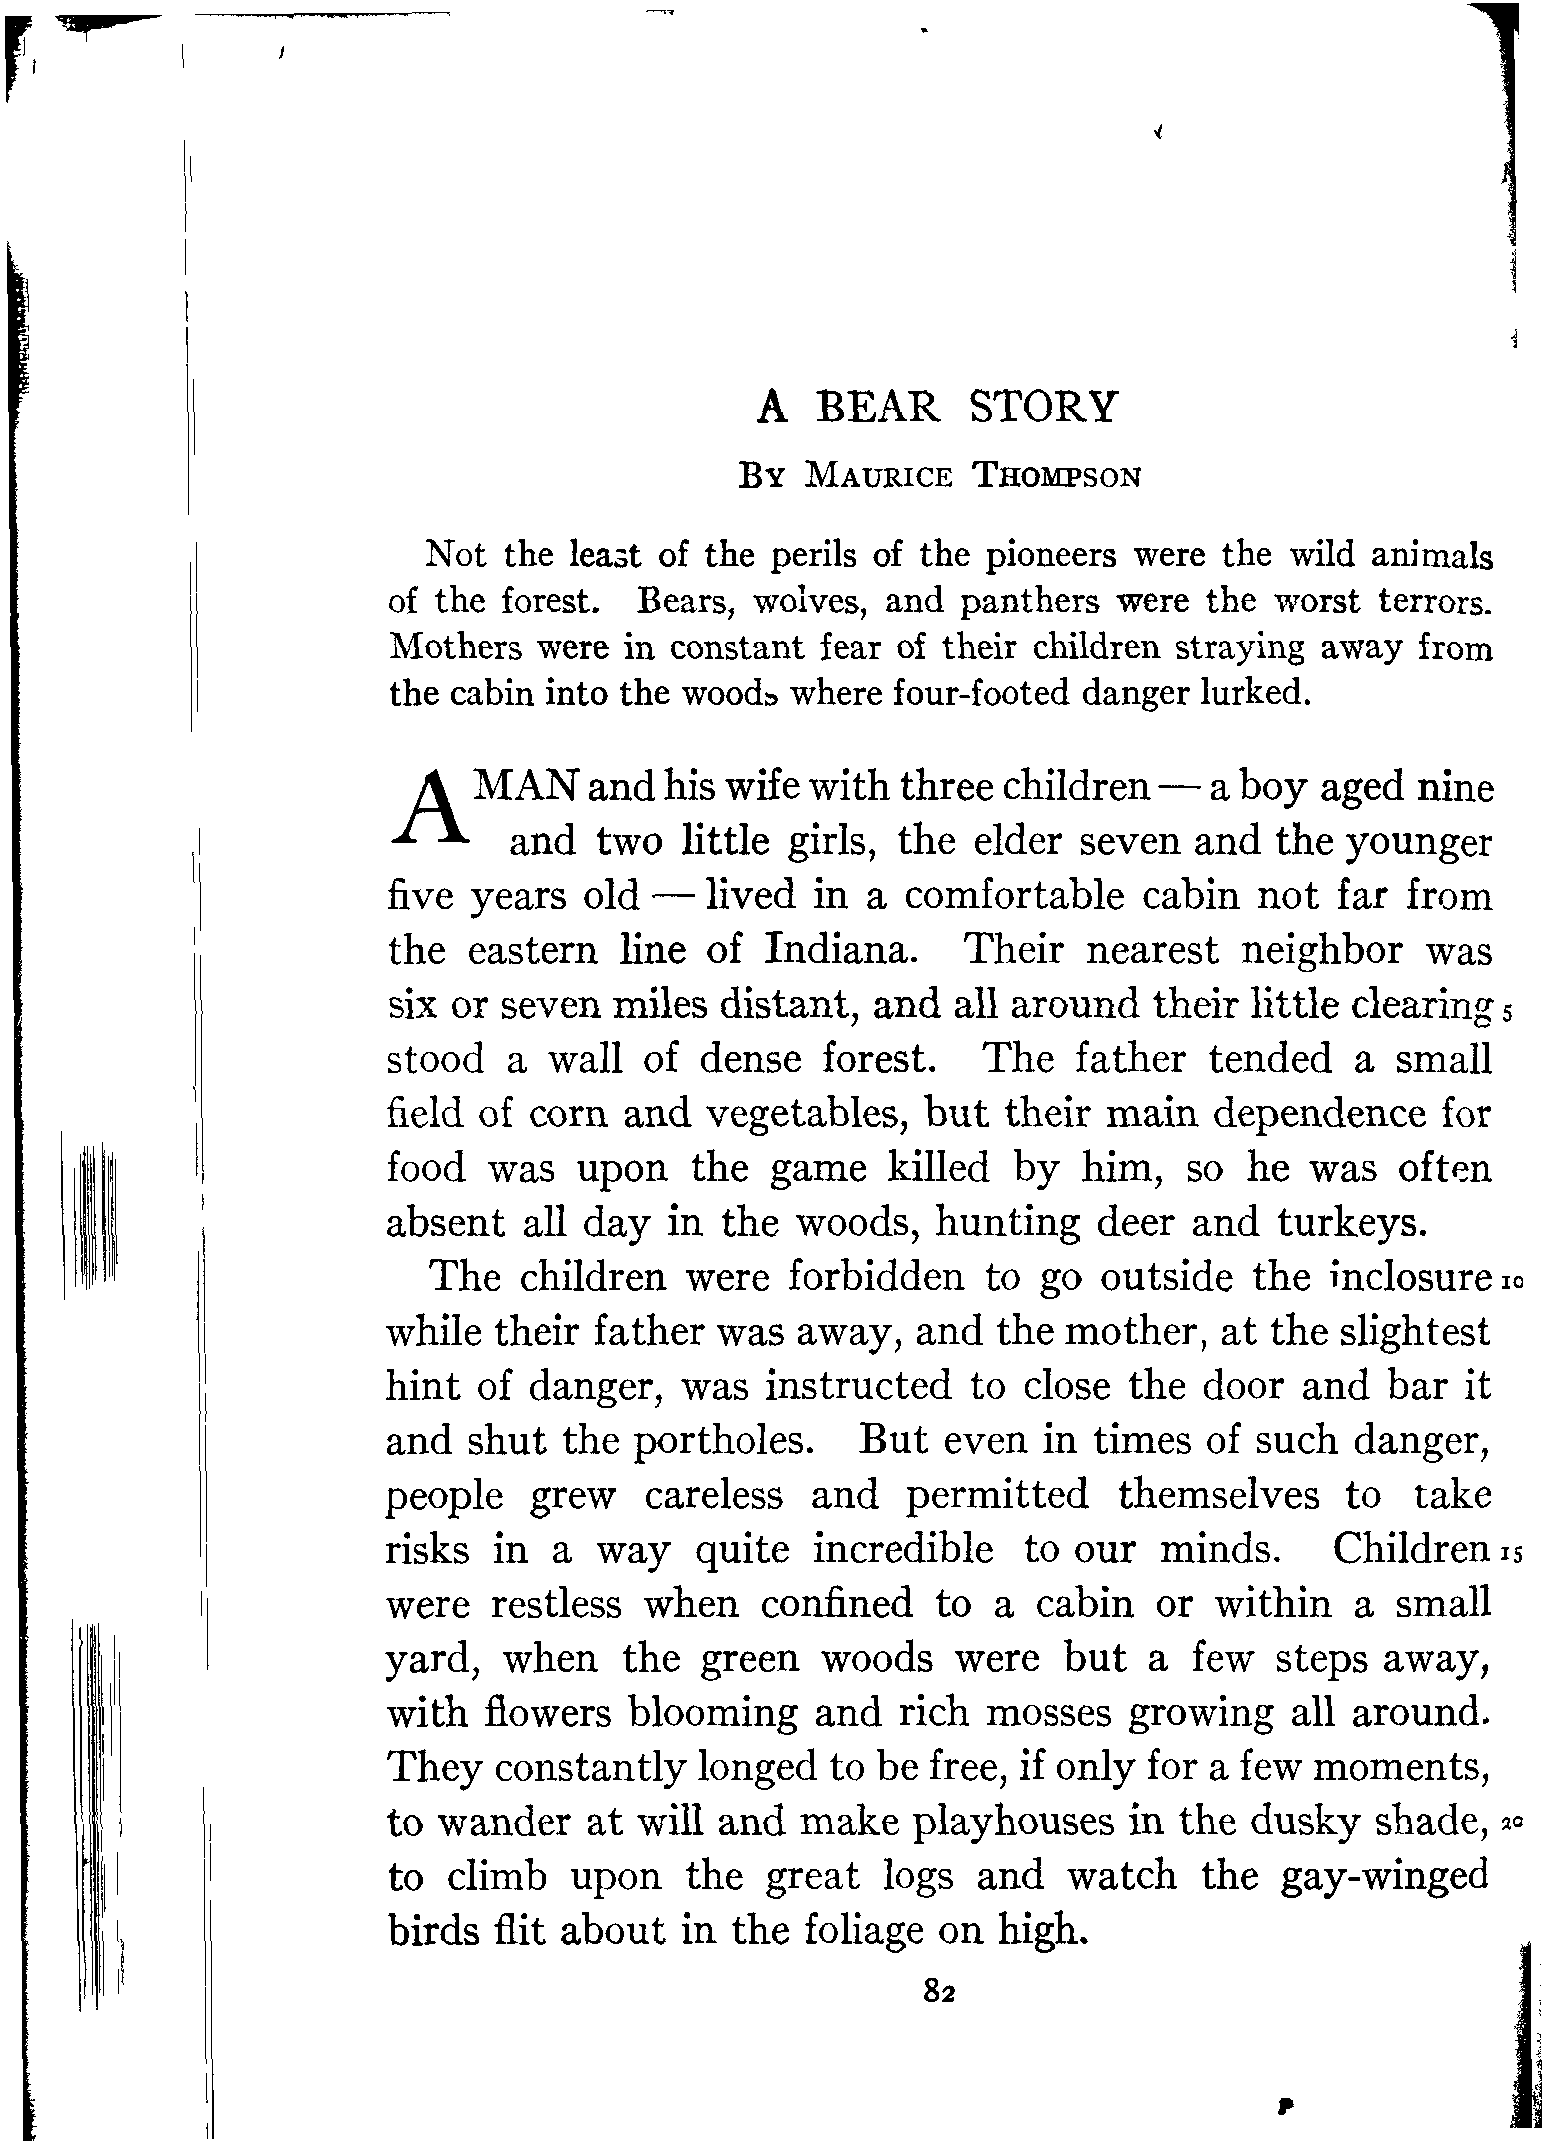 A BEAR STORY
BY MAURICE THOMPSON
Not the least of the perils of the pioneers were the wild animals
of the forest. Bears, wolves, and panthers were the worst terrors.
Mothers were in constant fear of their children straying away from
the cabin into the woods where four-footed danger lurked.
A MAN and his wife with three children — a boy aged nine
and two little girls, the elder seven and the younger
five years old — lived in a comfortable cabin not far from
the eastern line of Indiana. Their nearest neighbor was
six or seven miles distant, and all around their little clearing 5
stood a wall of dense forest. The father tended a small
field of corn and vegetables, but their main dependence for
food was upon the game killed by him, so he was often
absent all day in the woods, hunting deer and turkeys.
The children were forbidden to go outside the inclosure 10
while their father was away, and the mother, at the slightest
hint of danger, was instructed to close the door and bar it
and shut the portholes. But even in times of such danger,
people grew careless and permitted themselves to take
risks in a way quite incredible to our minds. Children 15
were restless when confined to a cabin or within a small
yard, when the green woods were but a few steps away,
with flowers blooming and rich mosses growing all around.
They constantly longed to be free, if only for a few moments,
to wander at will and make playhouses in the dusky shade, 20
to climb upon the great logs and watch the gay-winged
birds flit about in the foliage on high.
82
P